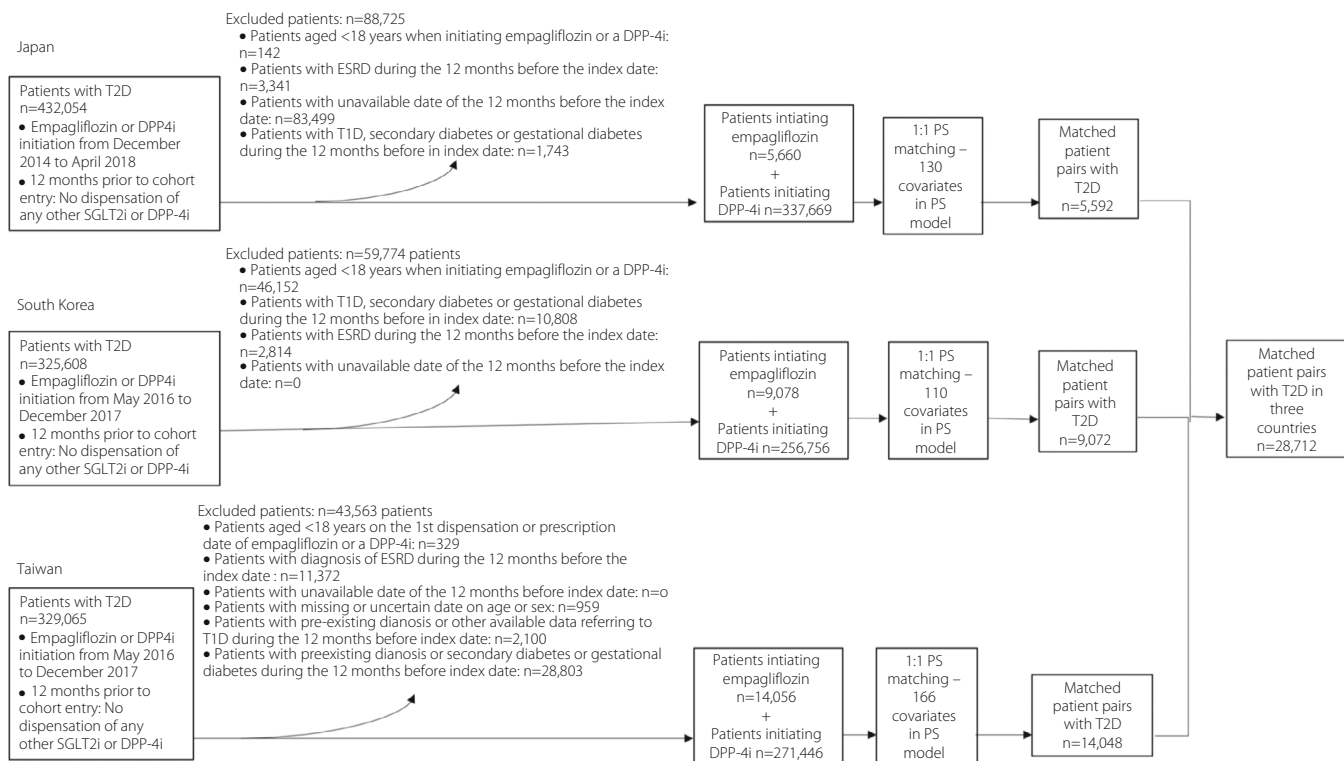 Japan
Patients with T2D
n=432,054
• Empagliflozin or DPP4i
initiation from December
2014 to April 2018
• 12 months prior to cohort
entry: No dispensation of
any other SGLT2i or DPP-4i
Excluded patients: n=88,725
• Patients aged <18 years when initiating empagliflozin or a DPP-4i:
n=142
• Patients with ESRD during the 12 months before the index date:
n=3,341
• Patients with unavailable date of the 12 months before the index
date: n=83,499
• Patients with T1D, secondary diabetes or gestational diabetes
during the 12 months before in index date: n=1,743
Patients intiating
empagliflozin
n=5,660
+
Patients initiating
DPP-4i n=337,669
1:1 PS
matching –
130
covariates
in PS
model
Matched
patient
pairs with
T2D
n=5,592
South Korea
Patients with T2D
n=325,608
• Empagliflozin or DPP4i
initiation from May 2016 to
December 2017
• 12 months prior to cohort
entry: No dispensation of
any other SGLT2i or DPP-4i
Excluded patients: n=59,774 patients
• Patients aged <18 years when initiating empagliflozin or a DPP-4i:
n=46,152
• Patients with T1D, secondary diabetes or gestational diabetes
during the 12 months before in index date: n=10,808
• Patients with ESRD during the 12 months before the index date:
n=2,814
• Patients with unavailable date of the 12 months before the index
date: n=0
Patients intiating
empagliflozin
n=9,078
+
Patients initiating
DPP-4i n=256,756
1:1 PS
matching –
110
covariates
in PS
model
Matched
patient
pairs with
T2D
n=9,072
Matched
patient pairs
with T2D in
three
countries
n=28,712
Taiwan
Patients with T2D
n=329,065
• Empagliflozin or DPP4i
initiation from May 2016
to December 2017
• 12 months prior to
cohort entry: No
dispensation of any
other SGLT2i or DPP-4i
Excluded patients: n=43,563 patients
• Patients aged <18 years on the 1st dispensation or prescription
date of empagliflozin or a DPP-4i: n=329
• Patients with diagnosis of ESRD during the 12 months before the
index date : n=11,372
• Patients with unavailable date of the 12 months before index date: n=o
• Patients with missing or uncertain date on age or sex: n=959
• Patients with pre-existing dianosis or other available data referring to
T1D during the 12 months before index date: n=2,100
• Patients with preexisting dianosis or secondary diabetes or gestational
diabetes during the 12 months before index date: n=28,803
Patients intiating
empagliflozin
n=14,056
+
Patients initiating
DPP-4i n=271,446
1:1 PS
matching –
166
covariates
in PS
model
Matched
patient pairs
with T2D
n=14,048